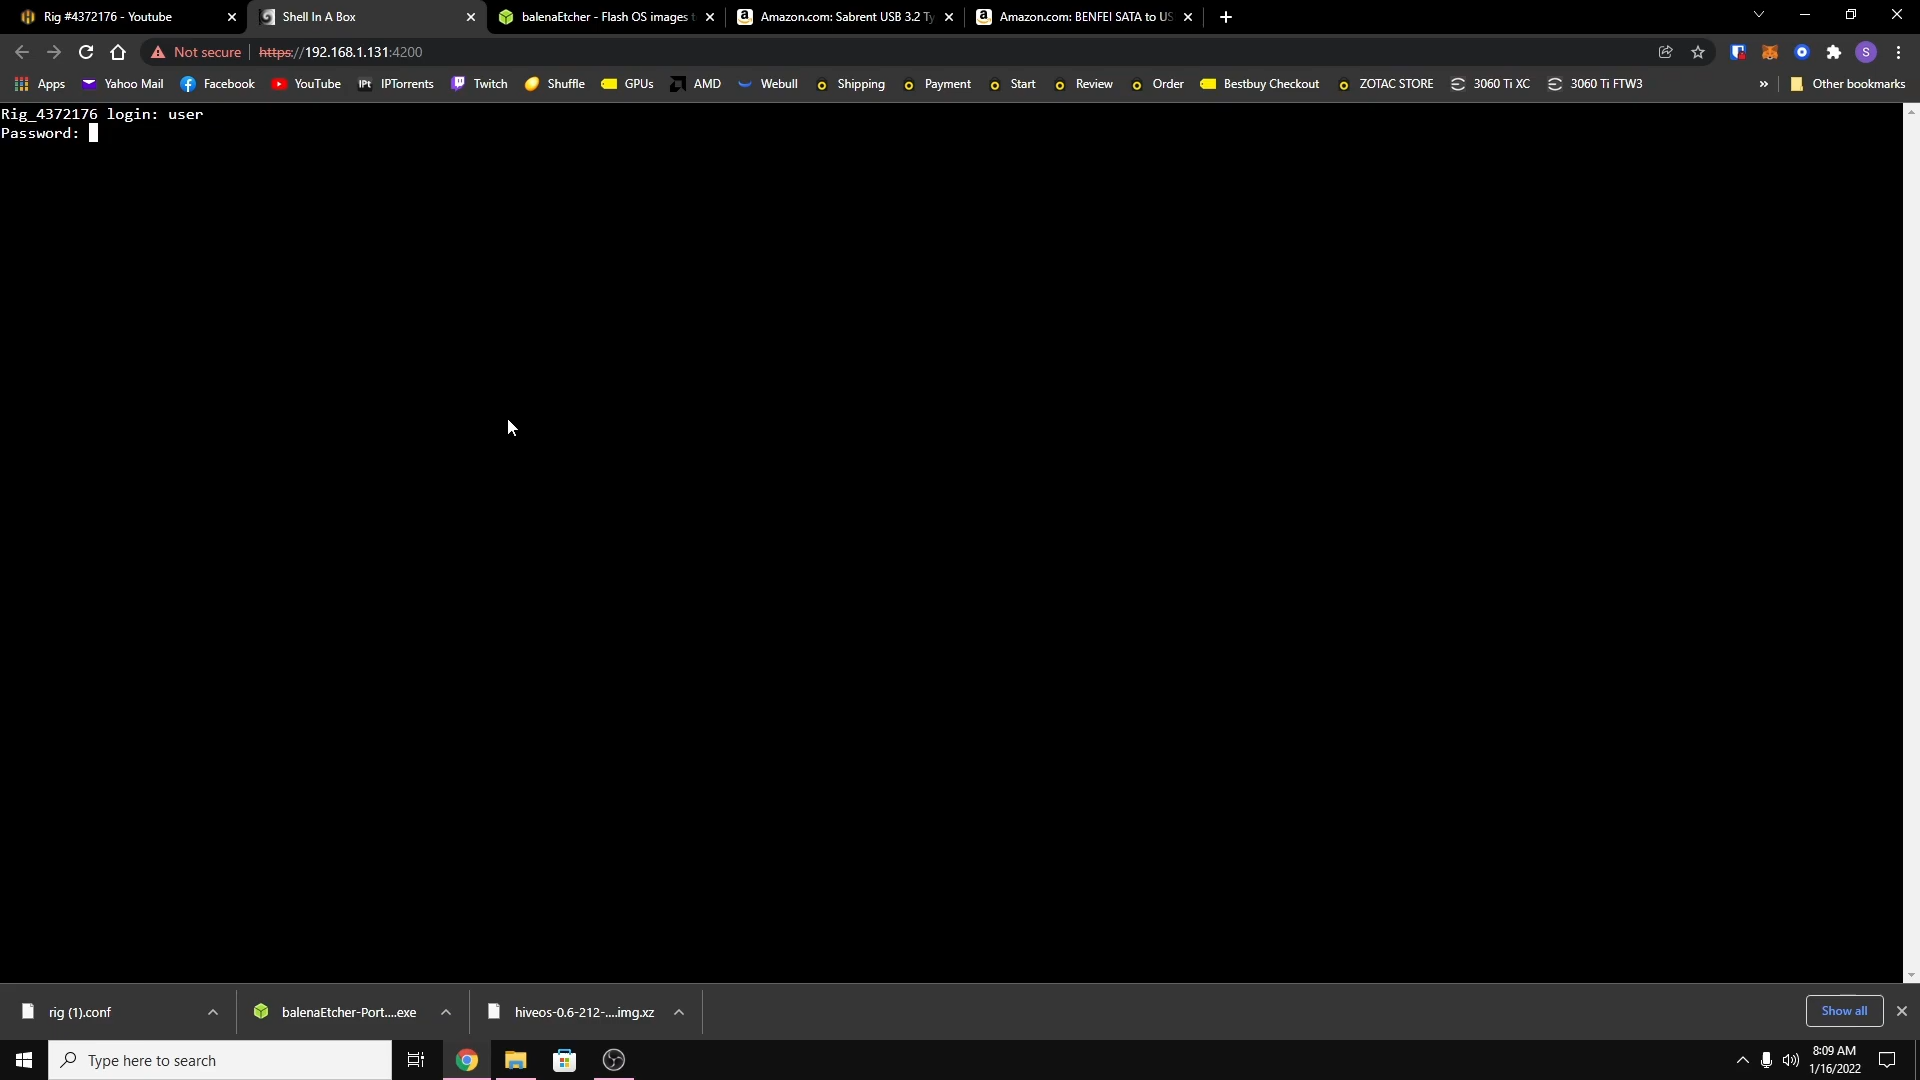 Rig #4372176 - Youtube
Shell In A Box
balenaEtcher - Flash OS images t
Amazon.com: Sabrent USB 3.2 Ty
Amazon.com: BENFEI SATA to US
Not secure
https://192.168.1.131:4200
S
Apps
Yahoo Mail
Facebook
YouTube
IPt
IPTorrents
Twitch
Shuffle
GPUs
AMD
Webull
Shipping
Payment
Start
Review
Order
Bestbuy Checkout
ZOTAC STORE
3060 Ti XC
3060 Ti FTW3
»
Other bookmarks
Rig_4372176 login: user
Password:
rig (1).conf
balenaEtcher-Port....exe
hiveos-0.6-212-....img.xz
Show all
Type here to search
8:09 AM
1/16/2022